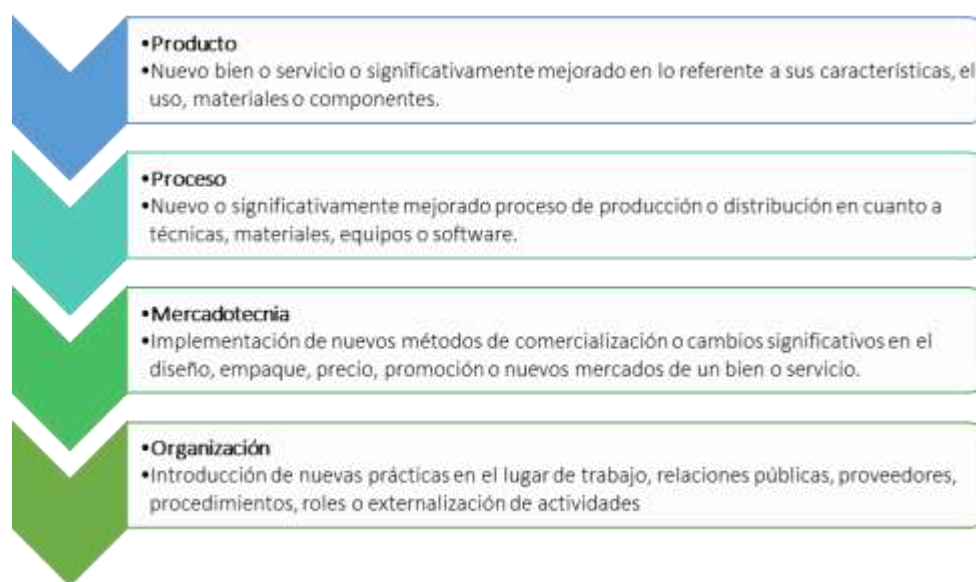 •Producto
•Nuevo bien o servicio o significativamente mejorado en lo referente a sus características, el
uso, materiales o componentes.
•Proceso
•Nuevo o significativamente mejorado proceso de producción o distribución en cuanto a
técnicas, materiales, equipos o software.
•Mercadotecnia
•Implementación de nuevos métodos de comercialización o cambios significativos en el
diseño, empaque, precio, promoción o nuevos mercados de un bien o servicio.
•Organización
•Introducción de nuevas prácticas en el lugar de trabajo, relaciones públicas, proveedores,
procedimientos, roles o externalización de actividades